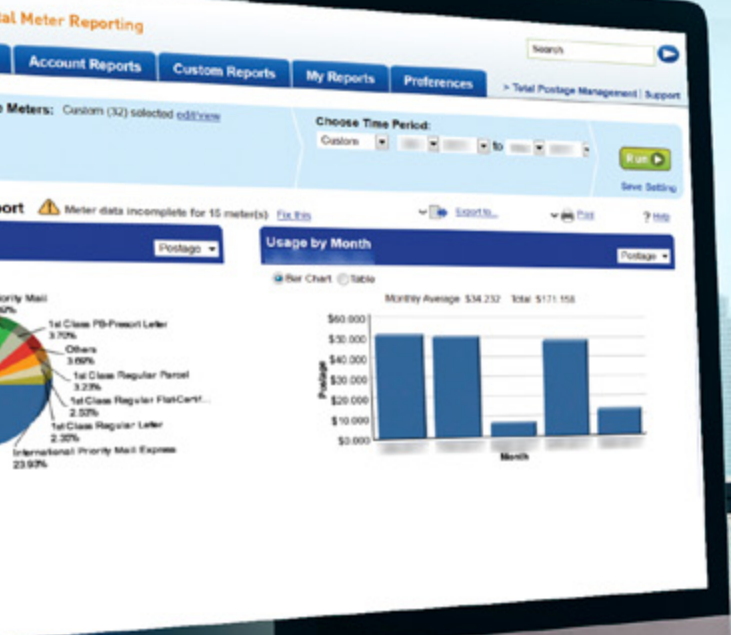 al Meter Reporting
Search
Account Reports
Custom Reports
My Reports
Preferences
> Total Postage Management | Support
Meters: Custom (32) selected edit/view
Choose Time Period:
Custom
to
Run
Save Setting
ort
Meter data incomplete for 15 meter(s) Fix this
Export to...
Print
? Help
Postage
Usage by Month
Postage
Bar Chart
Table
Monthly Average $34.232 Total $171.158
ority Mail
1st Class PB-Presort Letter
3.70%
Others
3.69%
1st Class Regular Parcel
3.23%
1st Class Regular Flat-Certif...
2.53%
1st Class Regular Letter
2.30%
International Priority Mail Express
23.93%
$60.000
$50.000
$40.000
$30.000
$20.000
$10.000
$0.000
Postage
Month